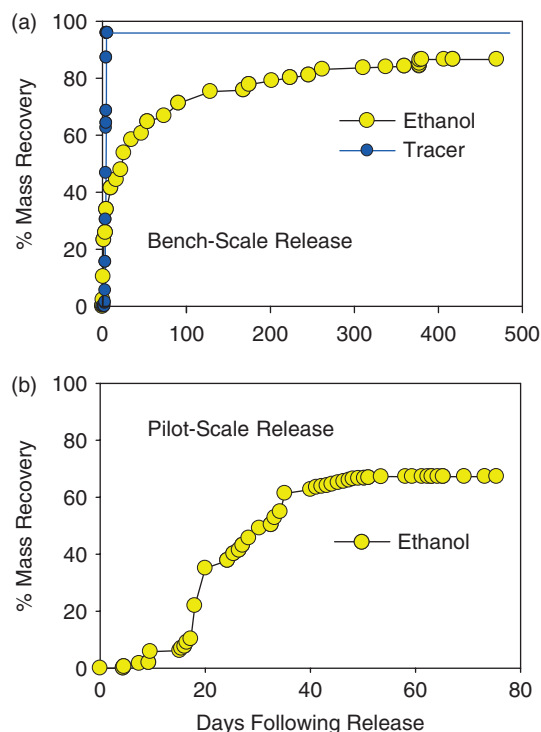 (a)
100
80
60
40
20
0
% Mass Recovery
Ethanol
Tracer
Bench-Scale Release
0 100 200 300 400 500
(b)
100
80
60
40
20
0
% Mass Recovery
Pilot-Scale Release
Ethanol
0 20 40 60 80
Days Following Release